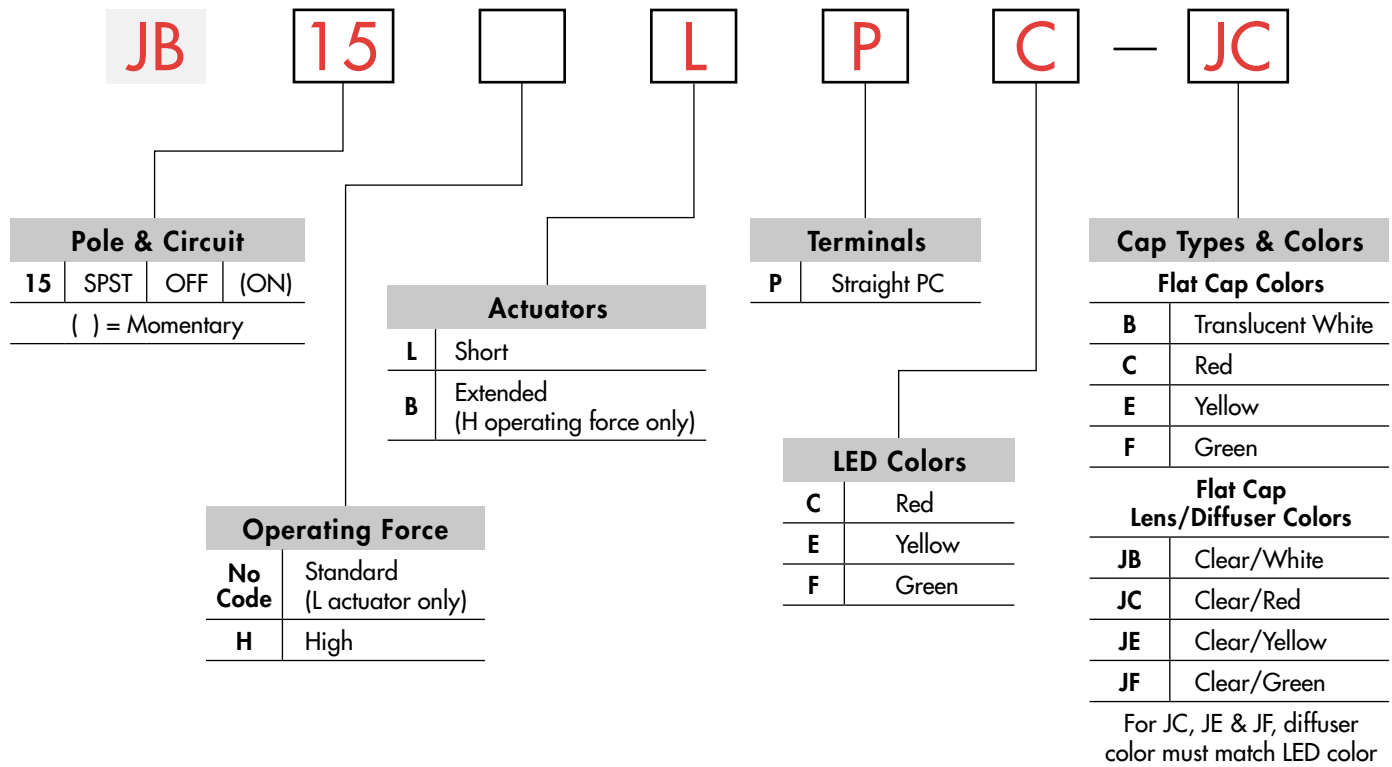 JB 15 L P C — JC
Pole & Circuit
15 SPST OFF (ON)
( ) = Momentary
Operating Force
No Code Standard (L actuator only)
H High
Actuators
L Short
B Extended
(H operating force only)
Terminals
P Straight PC
LED Colors
C Red
E Yellow
F Green
Cap Types & Colors
Flat Cap Colors
B Translucent White
C Red
E Yellow
F Green
Flat Cap
Lens/Diffuser Colors
JB Clear/White
JC Clear/Red
JE Clear/Yellow
JF Clear/Green
For JC, JE & JF, diffuser
color must match LED color